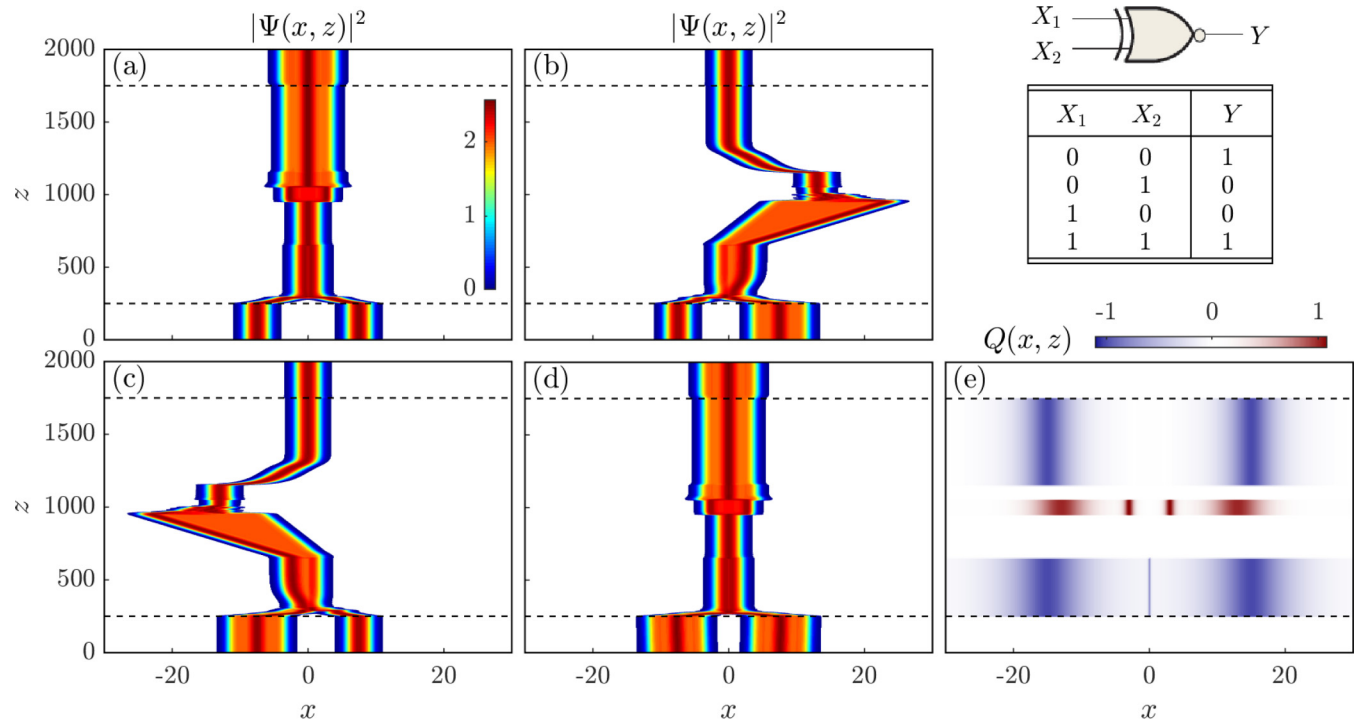 |Ψ(x, z)|²
|Ψ(x, z)|²
X₁
X₂
Y
(a)
(b)
2000
1500
1000
500
0
z
2
1
0
X₁ X₂ Y
0 0 1
0 1 0
1 0 0
1 1 1
-1 0 1
Q(x, z)
(c)
(d)
(e)
2000
1500
1000
500
0
z
-20 0 20
-20 0 20
-20 0 20
x
x
x